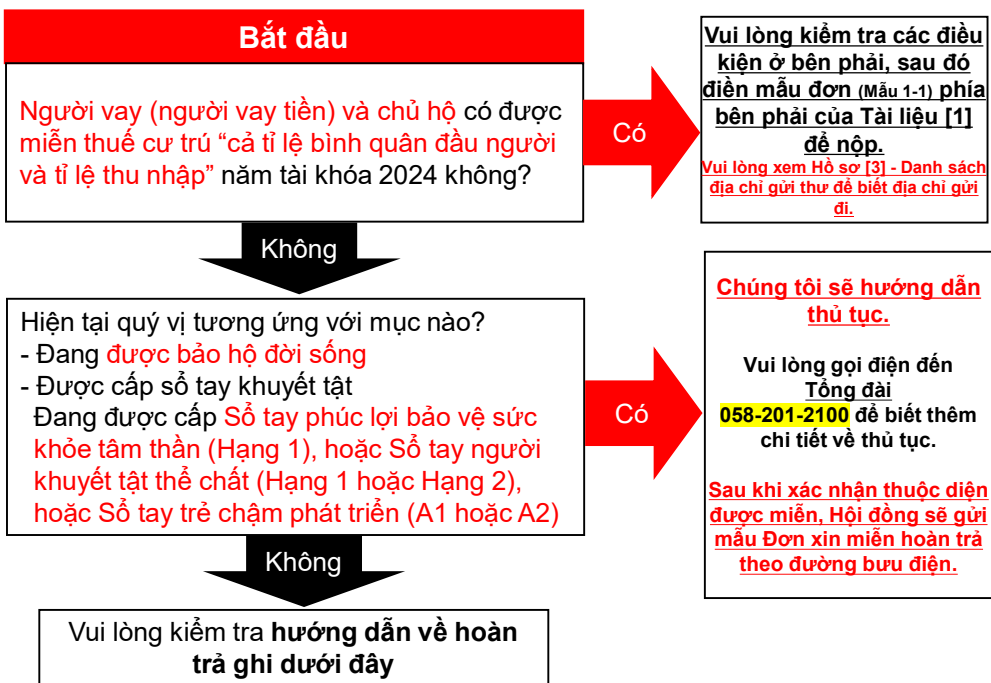 Bắt đầu
Người vay (người vay tiền) và chủ hộ có được
miễn thuế cư trú “cả tỉ lệ bình quân đầu người
và tỉ lệ thu nhập” năm tài khóa 2024 không?
Có
Vui lòng kiểm tra các điều
kiện ở bên phải, sau đó
điền mẫu đơn (Mẫu 1-1) phía
bên phải của Tài liệu [1]
để nộp.
Vui lòng xem Hồ sơ [3] - Danh sách
địa chỉ gửi thư để biết địa chỉ gửi
đi.
Không
Hiện tại quý vị tương ứng với mục nào?
- Đang được bảo hộ đời sống
- Được cấp sổ tay khuyết tật
Đang được cấp Sổ tay phúc lợi bảo vệ sức
khỏe tâm thần (Hạng 1), hoặc Sổ tay người
khuyết tật thể chất (Hạng 1 hoặc Hạng 2),
hoặc Sổ tay trẻ chậm phát triển (A1 hoặc A2)
Có
Chúng tôi sẽ hướng dẫn
thủ tục.
Vui lòng gọi điện đến
Tổng đài
058-201-2100 để biết thêm
chi tiết về thủ tục.
Sau khi xác nhận thuộc diện
được miễn, Hội đồng sẽ gửi
mẫu Đơn xin miễn hoàn trả
theo đường bưu điện.
Không
Vui lòng kiểm tra hướng dẫn về hoàn
trả ghi dưới đây